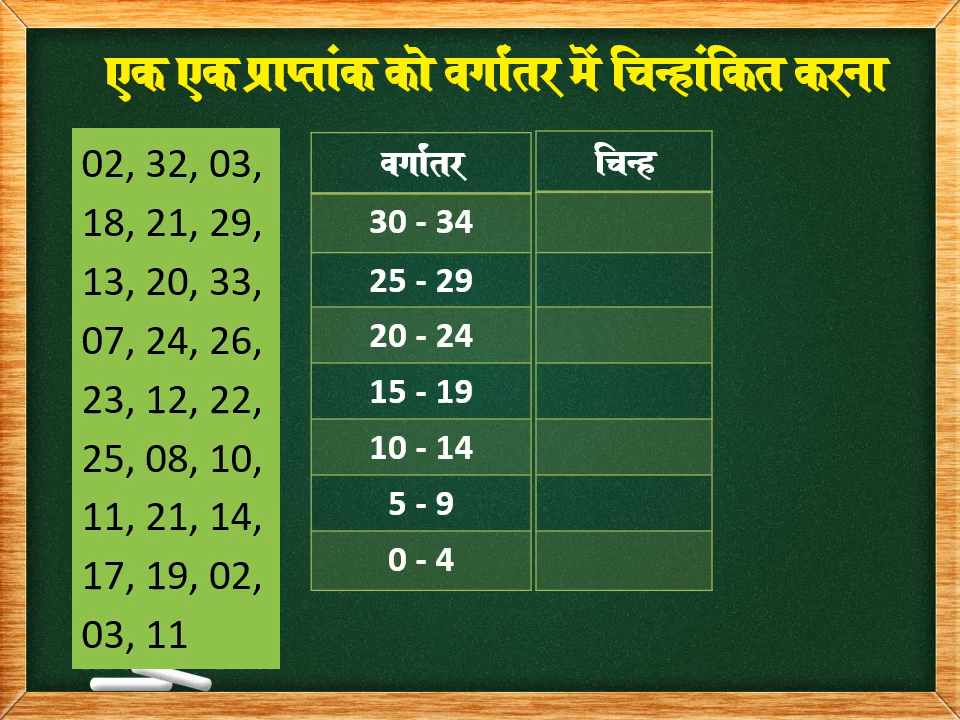 एक एक प्राप्तांक को वर्गांतर में चिन्हांकित करना
02, 32, 03,
18, 21, 29,
13, 20, 33,
07, 24, 26,
23, 12, 22,
25, 08, 10,
11, 21, 14,
17, 19, 02,
03, 11
वर्गांतर चिन्ह
30 - 34
25 - 29
20 - 24
15 - 19
10 - 14
5 - 9
0 - 4